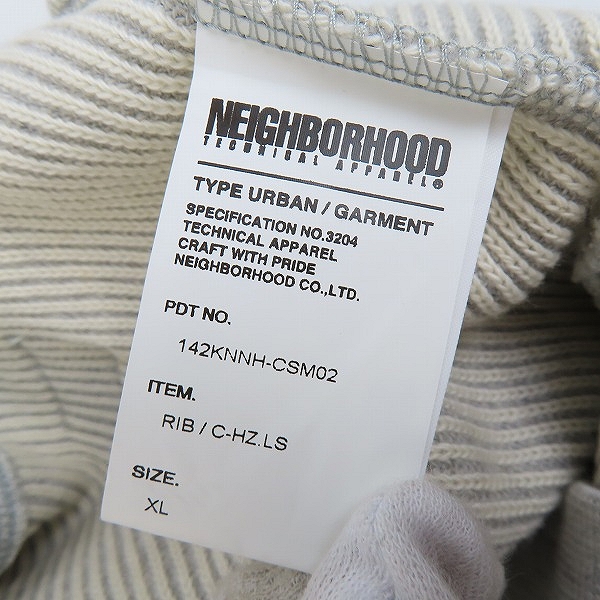 NEIGHBORHOOD
TECHNICAL APPAREL®
TYPE URBAN / GARMENT
SPECIFICATION NO.3204
TECHNICAL APPAREL
CRAFT WITH PRIDE
NEIGHBORHOOD CO.,LTD.
PDT NO.
142KNNH-CSM02
ITEM.
RIB / C-HZ.LS
SIZE.
XL